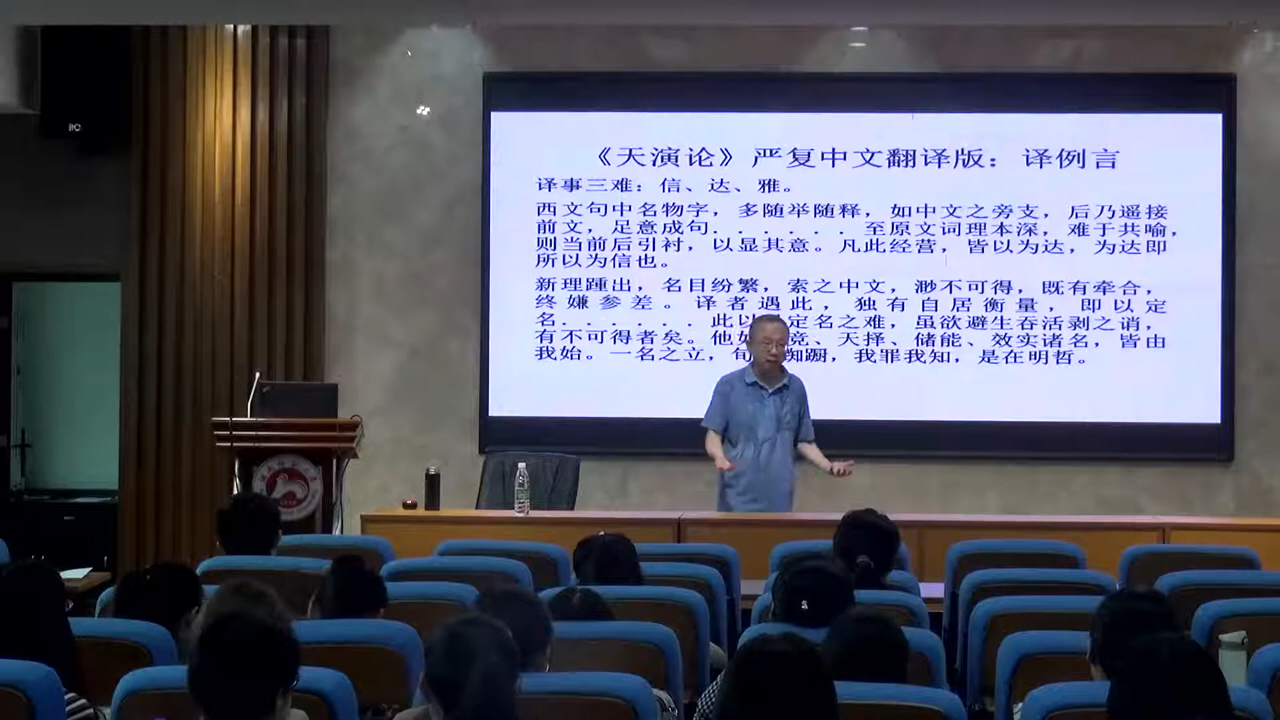 《天演论》严复中文翻译版：译例言
译事三难：信、达、雅。
西文句中名物字，多随举随释，如中文之旁支，后乃遥接
前文，足意成句．．．．．．至原文词理本深，难于共喻，
则当前后引衬，以显其意。凡此经营，皆以为达，为达即
所以为信也。
新理踵出，名目纷繁，索之中文，渺不可得，既有牵合，
终嫌参差。译者遇此，独有自居衡量，即以定
名．．．．．．此以 定名之难，虽欲避生吞活剥之诮，
有不可得者矣。他如 竞、天择、储能、效实诸名，皆由
我始。一名之立，旬 踟蹰，我罪我知，是在明哲。